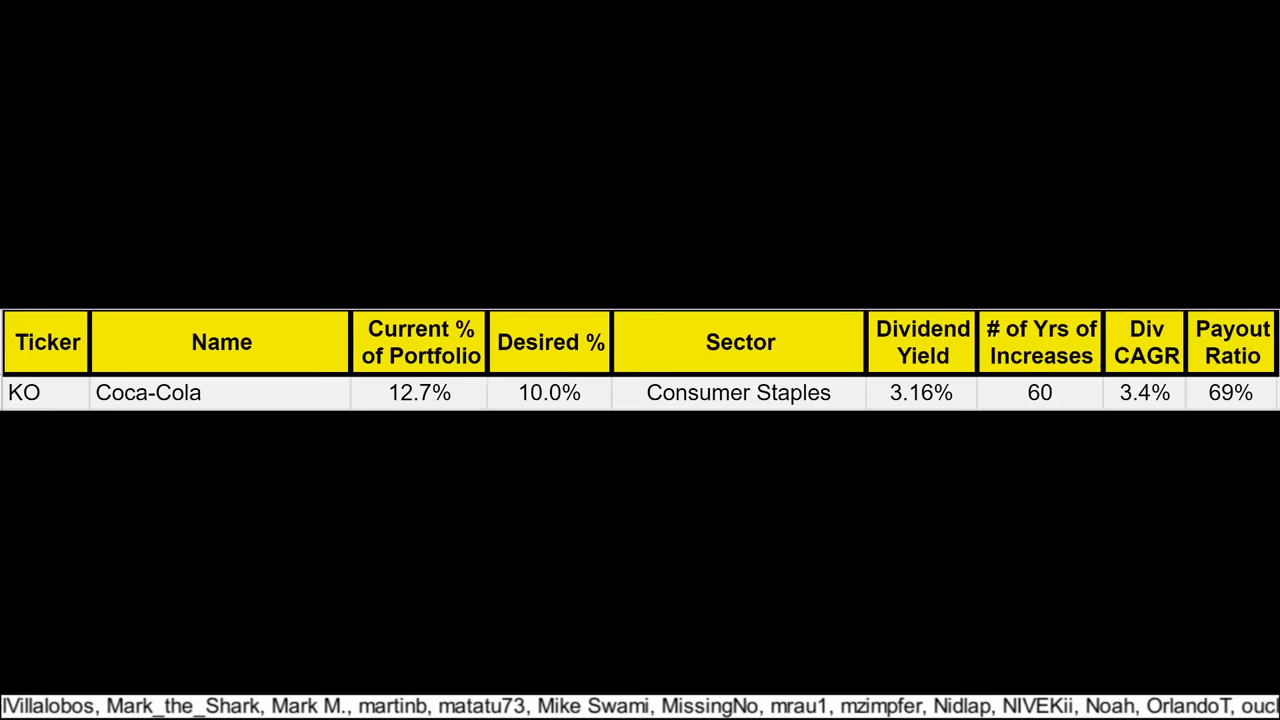 Ticker Name Current % of Portfolio Desired % Sector Dividend Yield # of Yrs of Increases Div CAGR Payout Ratio
KO Coca-Cola 12.7% 10.0% Consumer Staples 3.16% 60 3.4% 69%
Villalobos, Mark_the_Shark, Mark M., martinb, matatu73, Mike Swami, MissingNo, mrau1, mzimpfer, Nidlap, NIVEKii, Noah, OrlandoT,